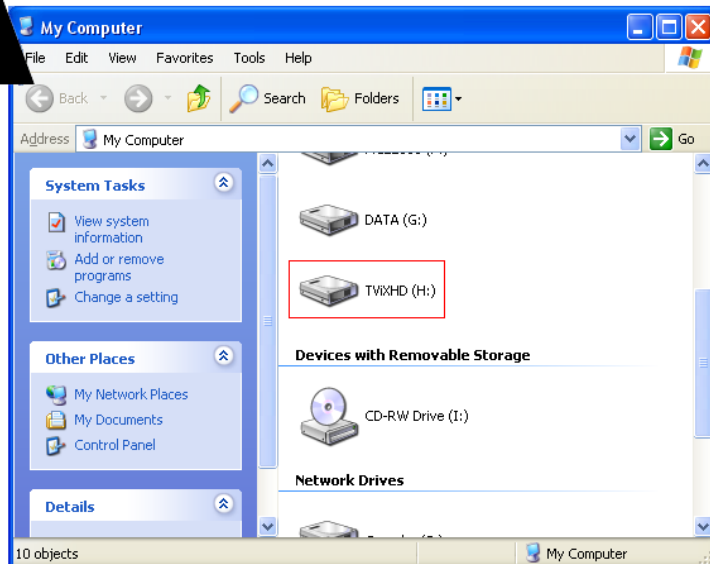 My Computer
File Edit View Favorites Tools Help
Back Search Folders
Address My Computer Go
System Tasks
View system
information
Add or remove
programs
Change a setting
Other Places
My Network Places
My Documents
Control Panel
Details
DATA (G:)
TViXHD (H:)
Devices with Removable Storage
CD-RW Drive (I:)
Network Drives
10 objects My Computer